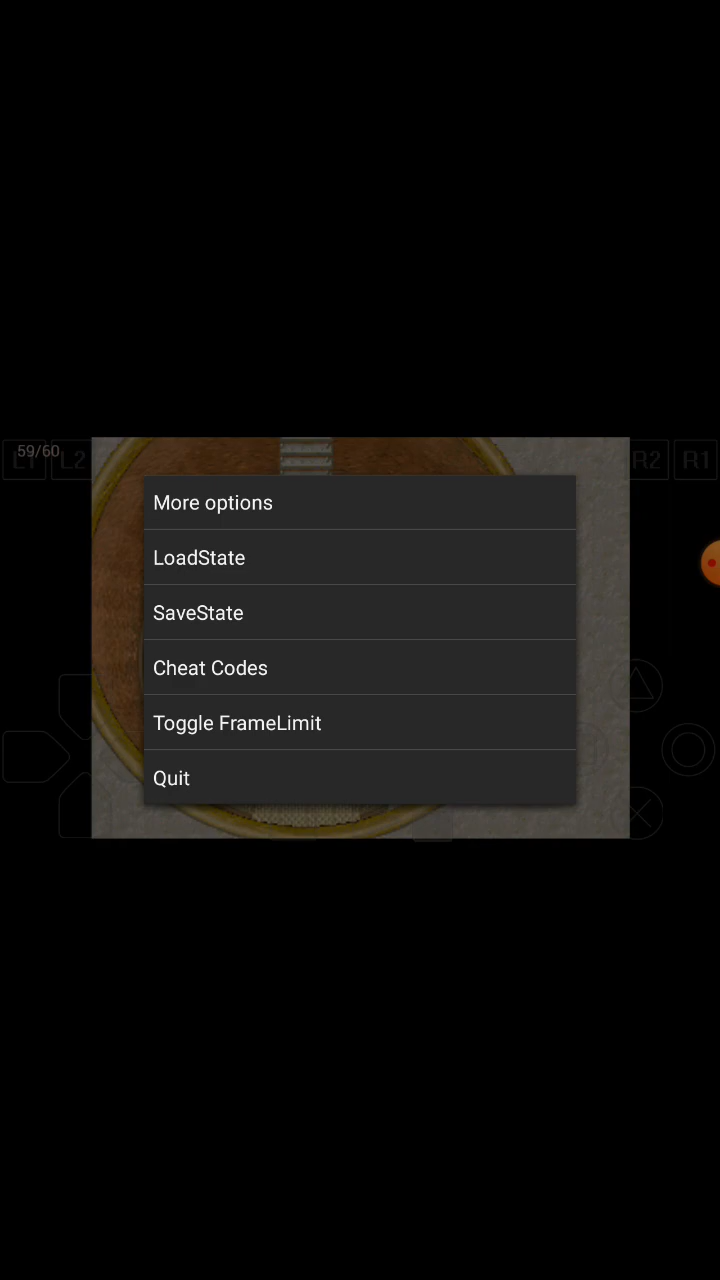 59/60
L1 L2
R2 R1
More options
LoadState
SaveState
Cheat Codes
Toggle FrameLimit
Quit